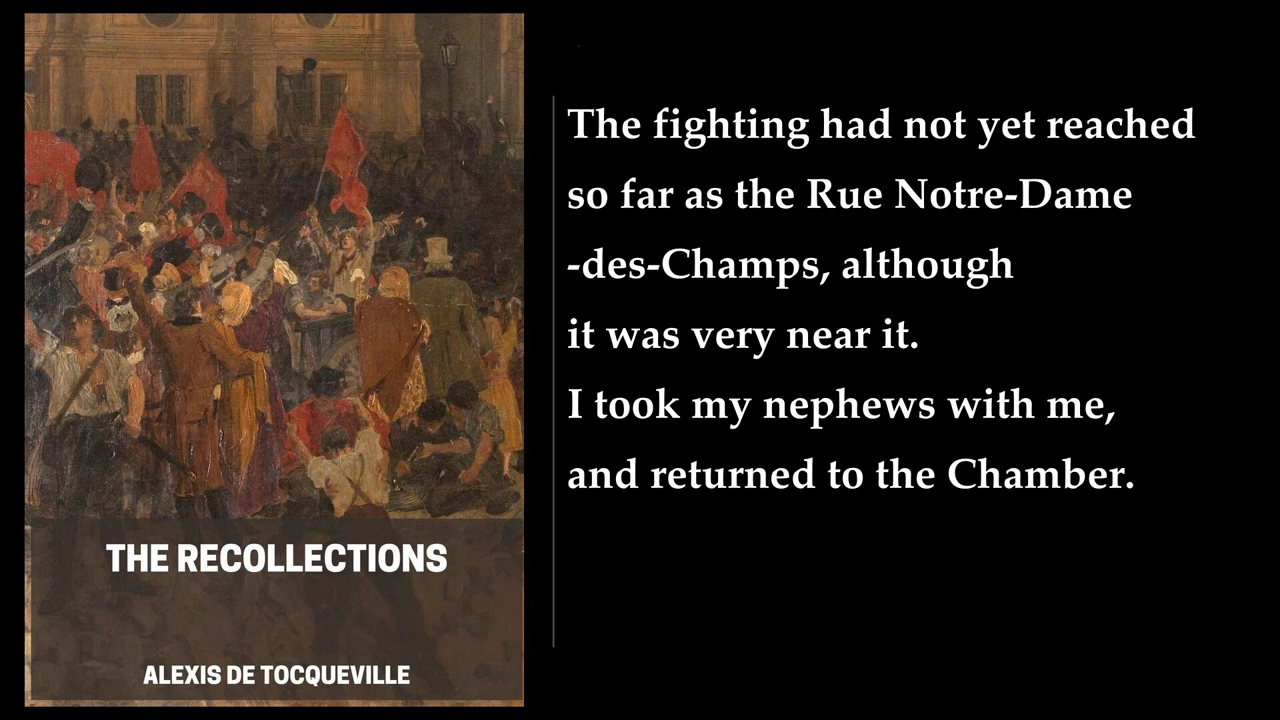 THE RECOLLECTIONS
ALEXIS DE TOCQUEVILLE
The fighting had not yet reached
so far as the Rue Notre-Dame
-des-Champs, although
it was very near it.
I took my nephews with me,
and returned to the Chamber.